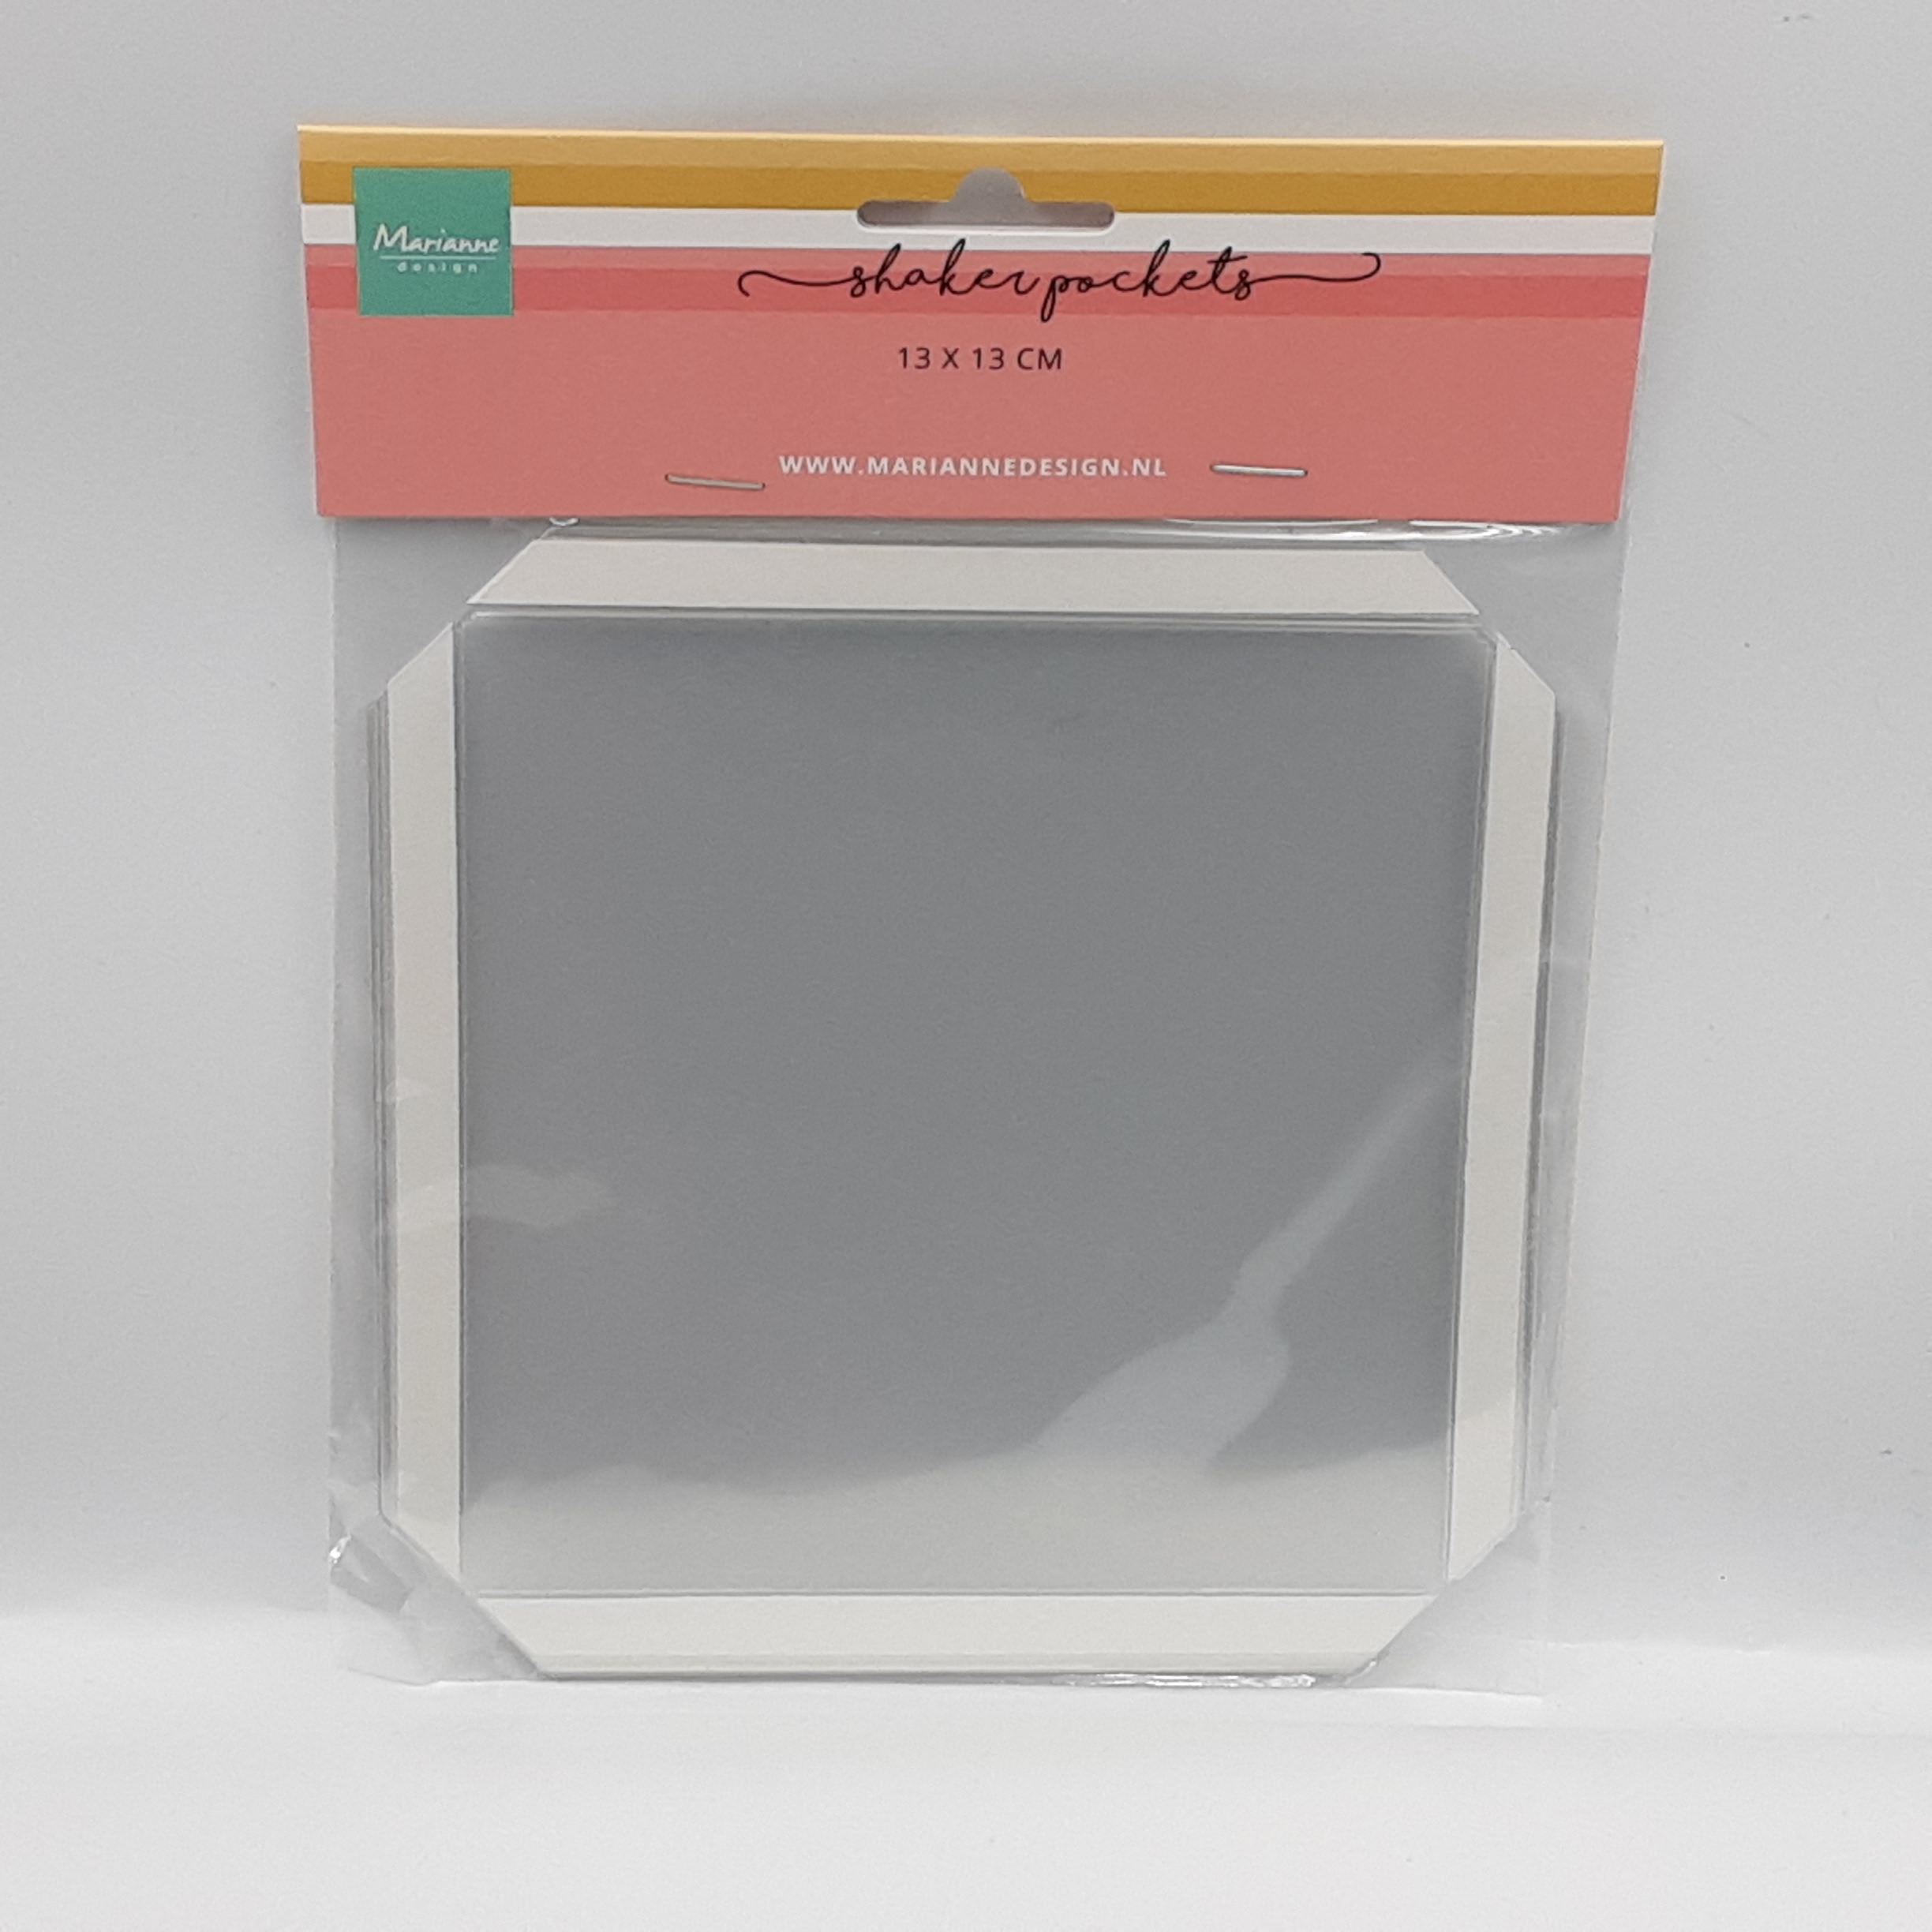 Marianne
design
shaker pockets
13 X 13 CM
WWW.MARIANNEDESIGN.NL